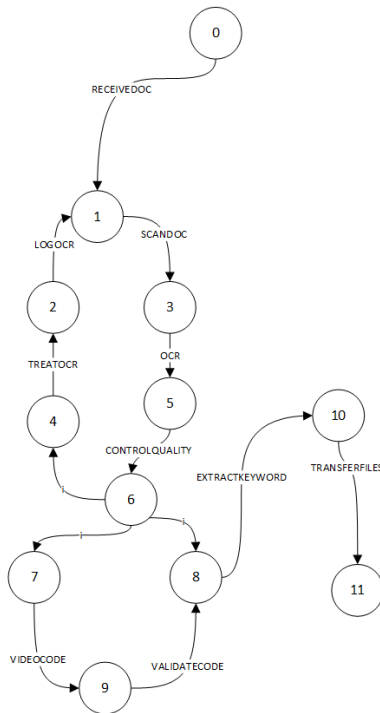 0
RECEIVEDOC
1
SCANDOC
LOGOCR
2
3
OCR
TREATOCR
5
10
4
CONTROLQUALITY
TRANSFERFILES
EXTRACTKEYWORD
i
6
i
i
7
8
11
VIDEOCODE
VALIDATECODE
9